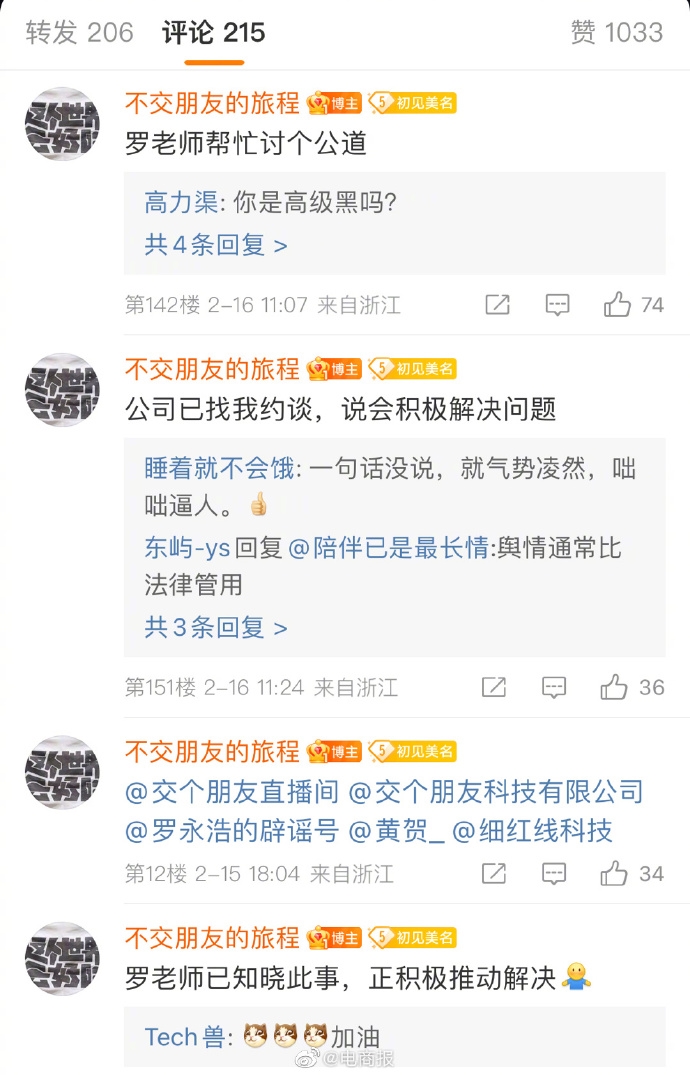 转发 206 评论 215 赞 1033
不交朋友的旅程 博主 5 初见美名
罗老师帮忙讨个公道
高力渠: 你是高级黑吗?
共4条回复 >
第142楼 2-16 11:07 来自浙江 74
不交朋友的旅程 博主 5 初见美名
公司已找我约谈，说会积极解决问题
睡着就不会饿: 一句话没说，就气势凌然，咄
咄逼人。👍
东屿-ys回复@陪伴已是最长情:舆情通常比
法律管用
共3条回复 >
第151楼 2-16 11:24 来自浙江 36
不交朋友的旅程 博主 5 初见美名
@交个朋友直播间 @交个朋友科技有限公司
@罗永浩的辟谣号 @黄贺_ @细红线科技
第12楼 2-15 18:04 来自浙江 34
不交朋友的旅程 博主 5 初见美名
罗老师已知晓此事，正积极推动解决
Tech兽: 加油
@电商报